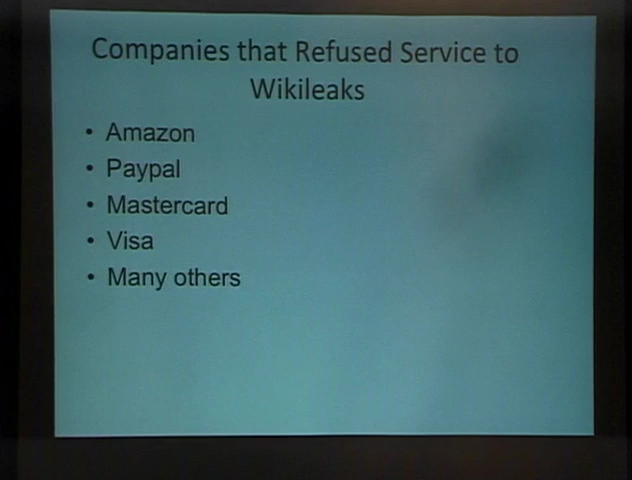 Companies that Refused Service to
Wikileaks
• Amazon
• Paypal
• Mastercard
• Visa
• Many others